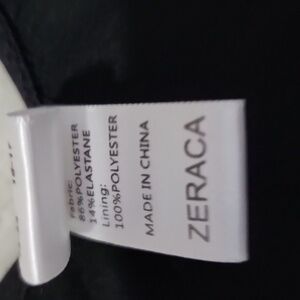 Fabric:
86%POLYESTER
14%ELASTANE
Lining:
100%POLYESTER
MADE IN CHINA
ZERACA